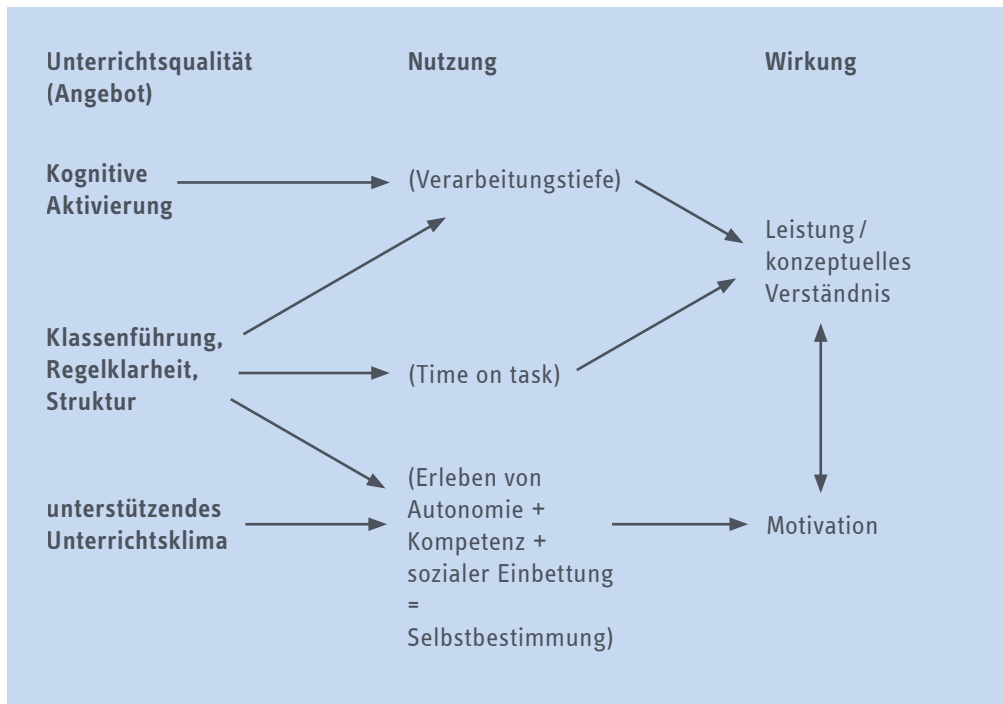 Unterrichtsqualität
(Angebot)
Nutzung
Wirkung
Kognitive
Aktivierung
(Verarbeitungstiefe)
Leistung /
konzeptuelles
Verständnis
Klassenführung,
Regelklarheit,
Struktur
(Time on task)
unterstützendes
Unterrichtsklima
(Erleben von
Autonomie +
Kompetenz +
sozialer Einbettung
=
Selbstbestimmung)
Motivation